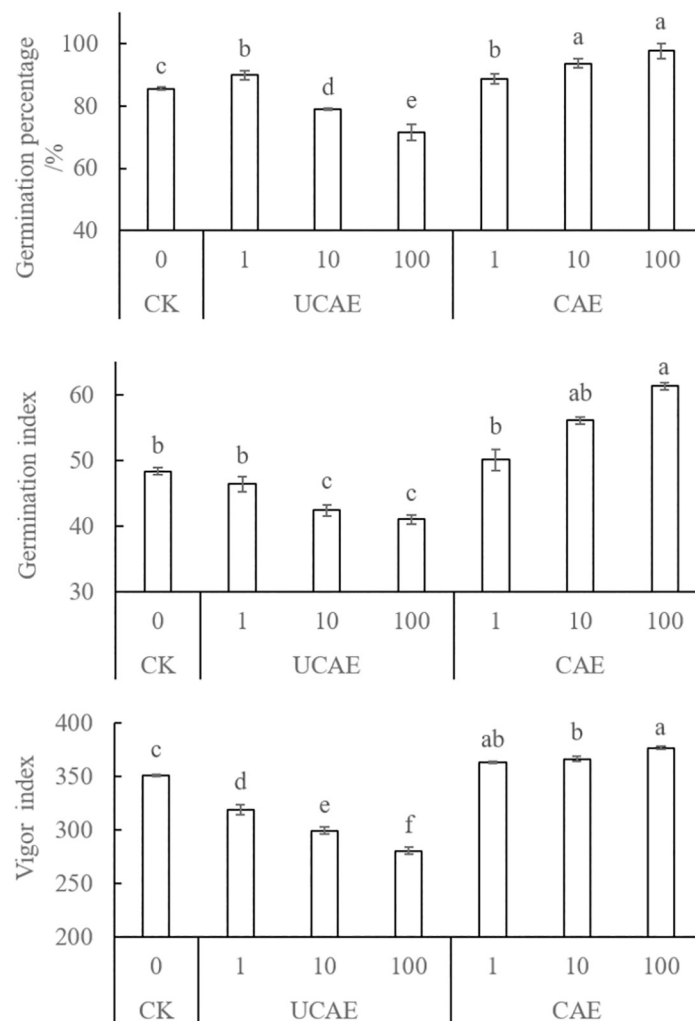 Germination percentage
/%
100
80
60
40
c
b
d
e
b
a
a
0
1
10
100
1
10
100
CK
UCAE
CAE
Germination index
60
50
40
30
b
b
c
c
b
ab
a
0
1
10
100
1
10
100
CK
UCAE
CAE
Vigor index
400
350
300
250
200
c
d
e
f
ab
b
a
0
1
10
100
1
10
100
CK
UCAE
CAE